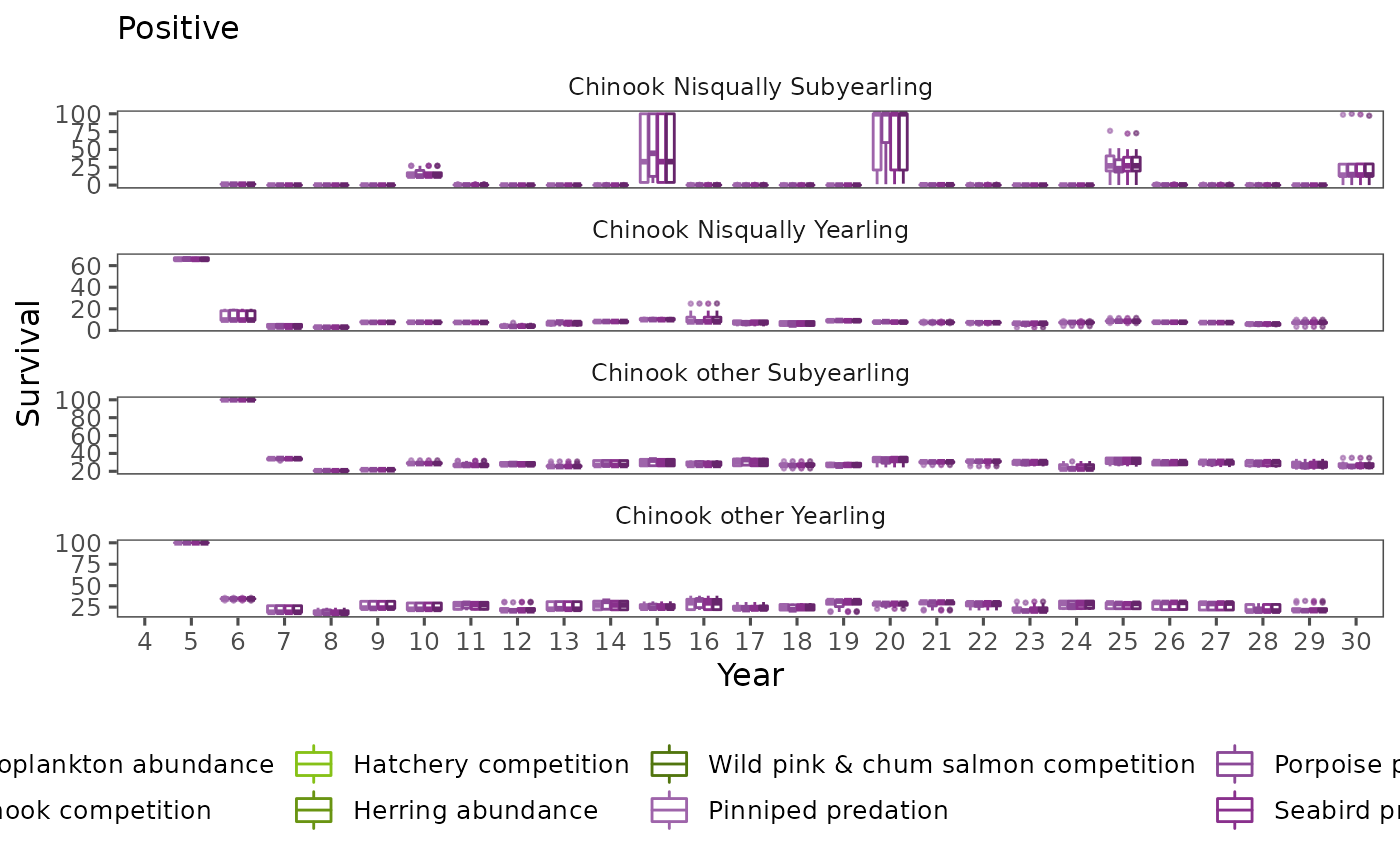 Positive
Chinook Nisqually Subyearling
100
75
50
25
0
Chinook Nisqually Yearling
60
40
20
0
Chinook other Subyearling
100
80
60
40
20
Chinook other Yearling
100
75
50
25
Survival
4 5 6 7 8 9 10 11 12 13 14 15 16 17 18 19 20 21 22 23 24 25 26 27 28 29 30
Year
oplankton abundance Hatchery competition Wild pink & chum salmon competition Porpoise p
nook competition Herring abundance Pinniped predation Seabird pr